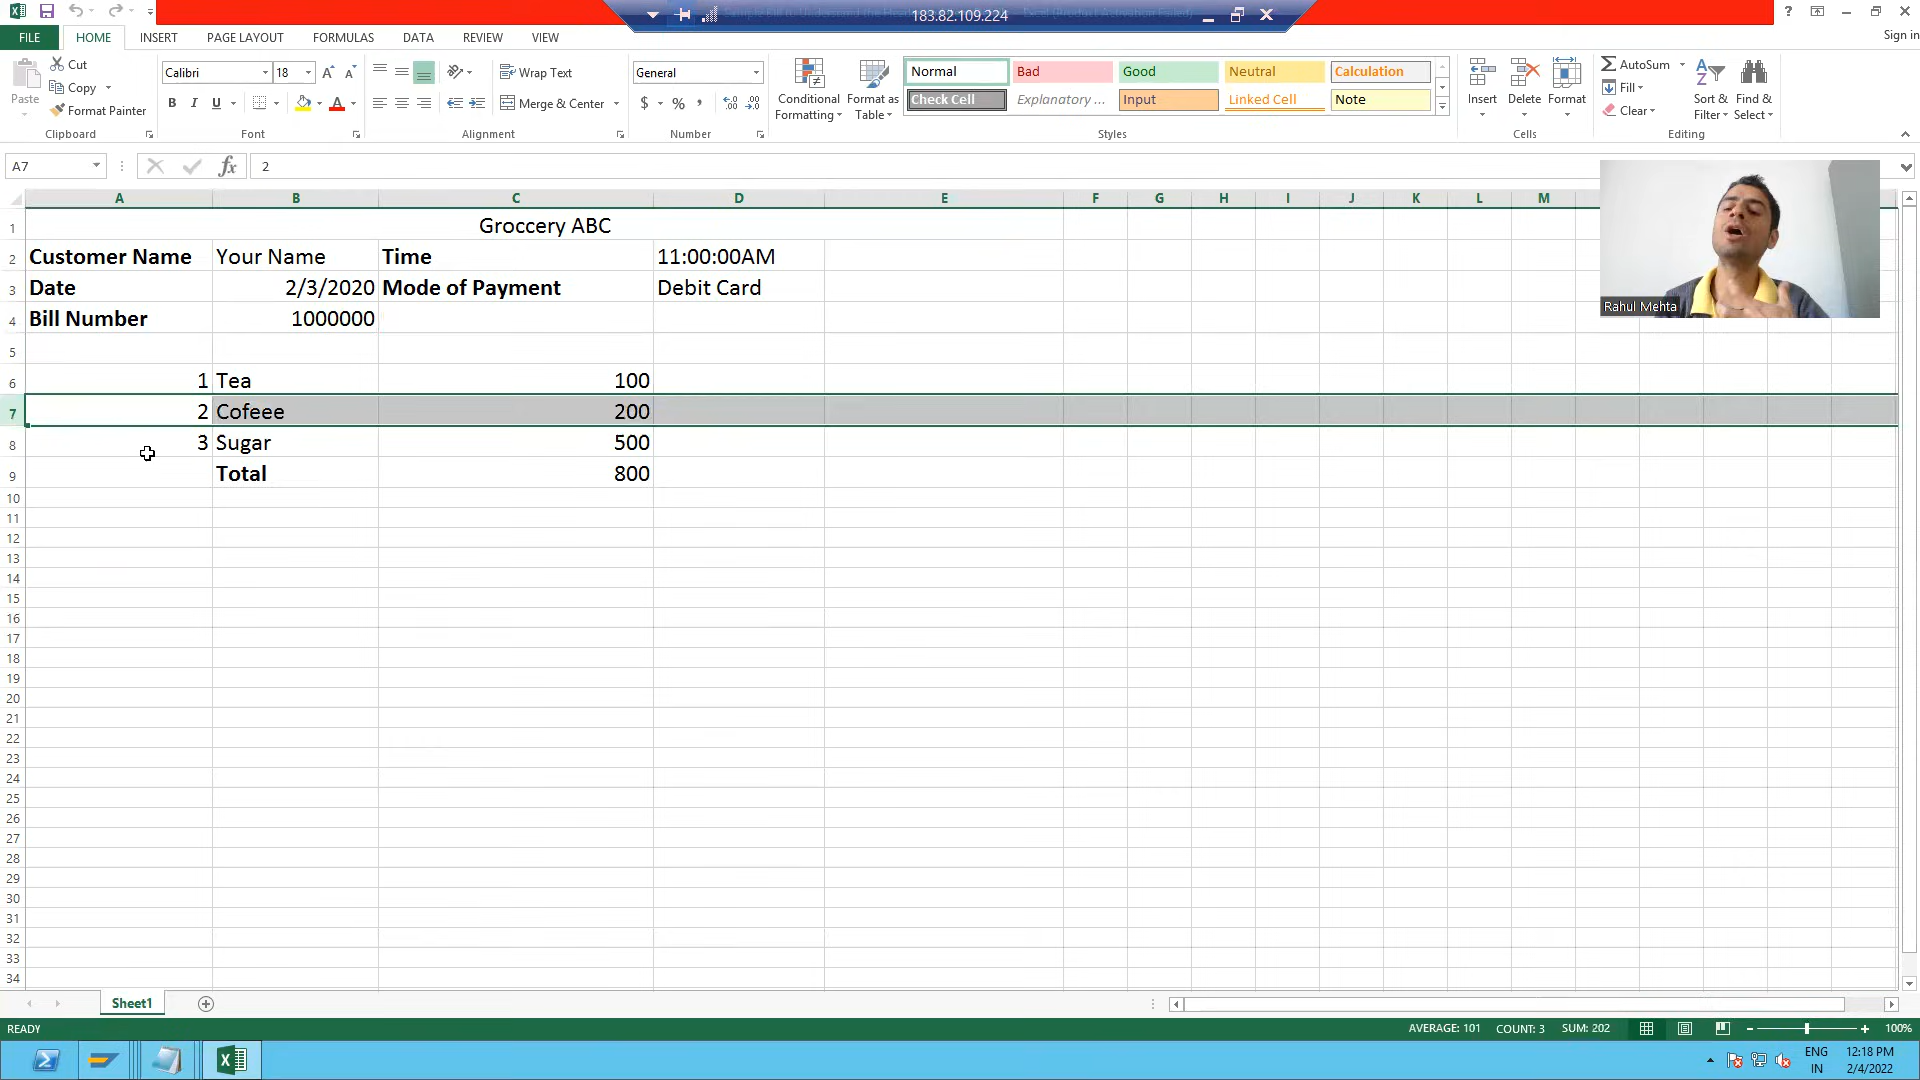 183.82.109.224
Sign in
FILE HOME INSERT PAGE LAYOUT FORMULAS DATA REVIEW VIEW
Paste
Cut
Copy
Format Painter
Clipboard
Calibri 18
B I U
Font
Wrap Text
Merge & Center
Alignment
General
$ % ,
Number
Conditional Formatting
Format as Table
Normal Bad Good Neutral Calculation
Check Cell Explanatory ... Input Linked Cell Note
Styles
Insert Delete Format
Cells
AutoSum
Fill
Clear
Sort & Filter
Find & Select
Editing
A7 fx 2
A B C D E F G H I J K L M
1 Groccery ABC
2 Customer Name Your Name Time 11:00:00AM
3 Date 2/3/2020 Mode of Payment Debit Card
4 Bill Number 1000000
5
6 1 Tea 100
7 2 Cofeee 200
8 3 Sugar 500
9 Total 800
10
11
12
13
14
15
16
17
18
19
20
21
22
23
24
25
26
27
28
29
30
31
32
33
34
Rahul Mehta
Sheet1
READY AVERAGE: 101 COUNT: 3 SUM: 202 100%
ENG 12:18 PM
IN 2/4/2022